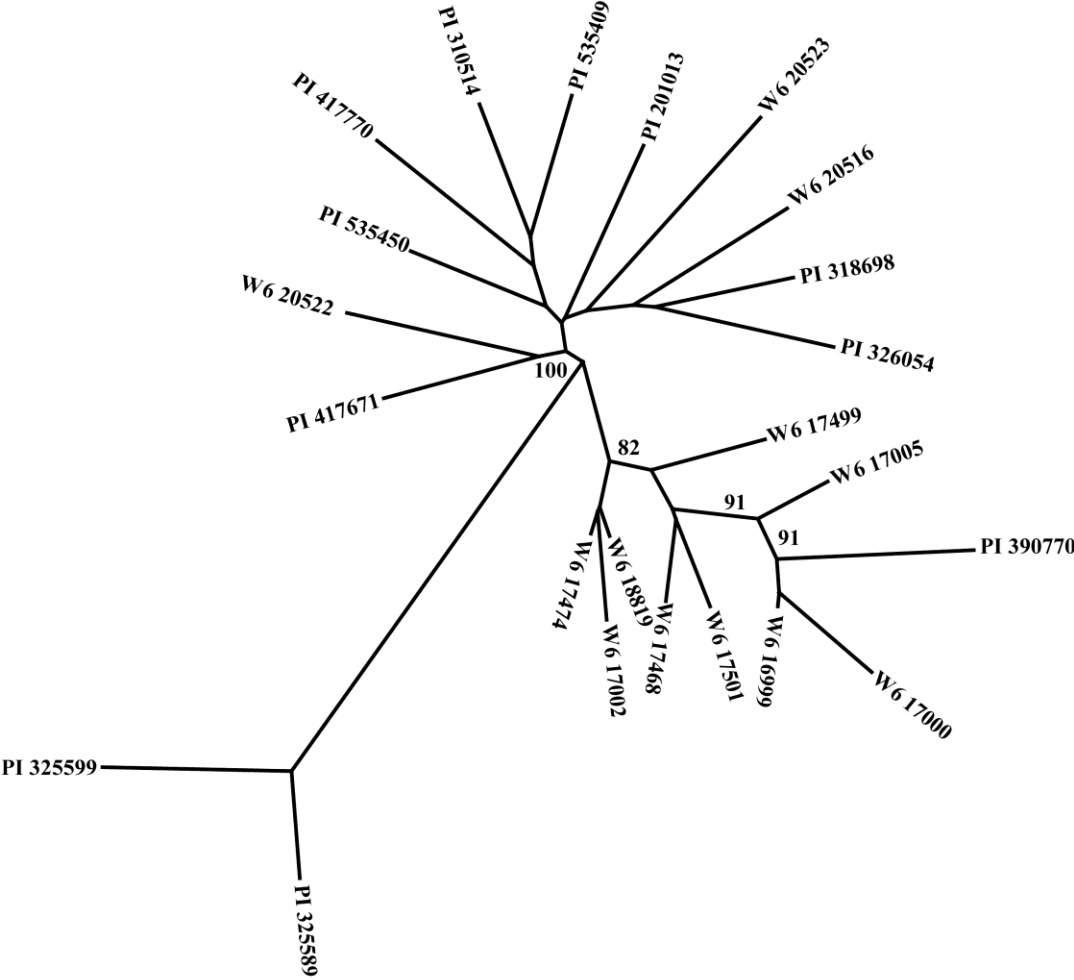 PI 310514
PI 535409
PI 201013
W6 20523
PI 417770
W6 20516
PI 535450
PI 318698
W6 20522
PI 326054
100
PI 417671
82
W6 17499
W6 17005
91
91
PI 390770
W6 17474
W6 18819
W6 17002
W6 17468
W6 17501
W6 16999
W6 17000
PI 325599
PI 325589